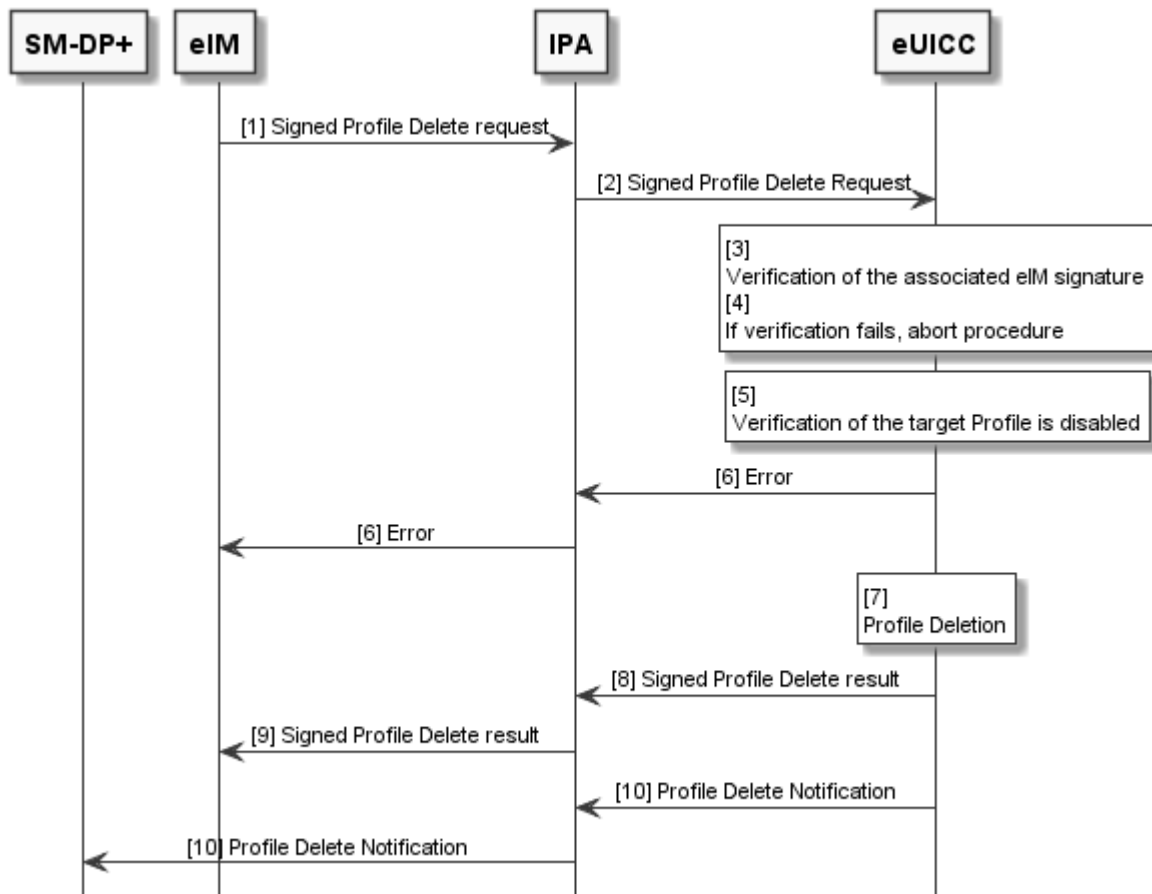 SM-DP+
eIM
IPA
eUICC
[1] Signed Profile Delete request
[2] Signed Profile Delete Request
[3]
Verification of the associated eIM signature
[4]
If verification fails, abort procedure
[5]
Verification of the target Profile is disabled
[6] Error
[6] Error
[7]
Profile Deletion
[8] Signed Profile Delete result
[9] Signed Profile Delete result
[10] Profile Delete Notification
[10] Profile Delete Notification